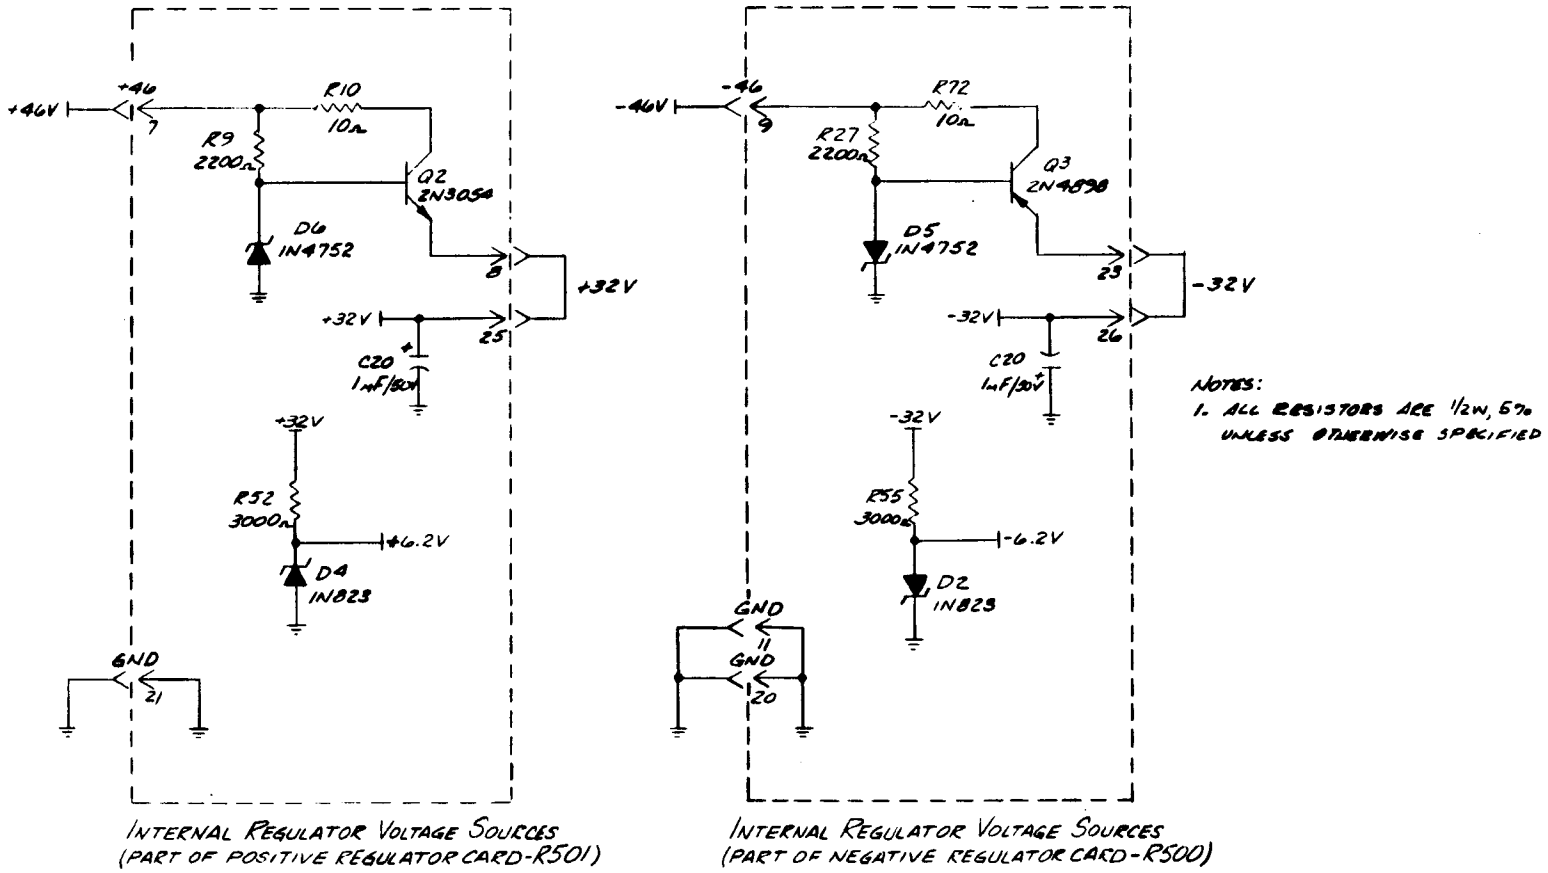 +46V
+46
7
R10
10Ω
R9
2200Ω
Q2
2N3054
D6
1N4752
8
+32V
+32V
25
C20
+
1MF/50V
+32V
R52
3000Ω
+6.2V
D4
1N823
GND
21
INTERNAL REGULATOR VOLTAGE SOURCES
(PART OF POSITIVE REGULATOR CARD-R501)
-46V
-46
9
R72
10Ω
R27
2200Ω
Q3
2N4898
D5
1N4752
23
-32V
-32V
26
C20
1MF/50V
+
-32V
R55
3000Ω
-6.2V
D2
1N823
GND
11
GND
20
INTERNAL REGULATOR VOLTAGE SOURCES
(PART OF NEGATIVE REGULATOR CARD-R500)
NOTES:
1. ALL RESISTORS ARE 1/2W, 5%
UNLESS OTHERWISE SPECIFIED